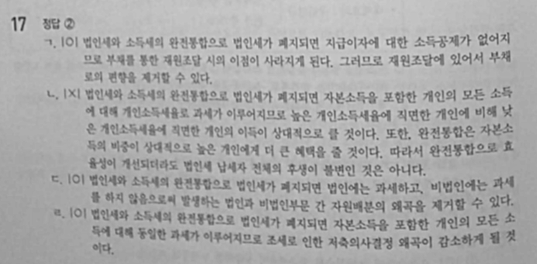 17 정답 ②
ㄱ. |O| 법인세와 소득세의 완전통합으로 법인세가 폐지되면 지급이자에 대한 소득공제가 없어지
므로 부채를 통한 재원조달 시의 이점이 사라지게 된다. 그러므로 재원조달에 있어서 부채
로의 편향을 제거할 수 있다.
ㄴ. |X| 법인세와 소득세의 완전통합으로 법인세가 폐지되면 자본소득을 포함한 개인의 모든 소득
에 대해 개인소득세율로 과세가 이루어지므로 높은 개인소득세율에 직면한 개인에 비해 낮
은 개인소득세율에 직면한 개인의 이득이 상대적으로 클 것이다. 또한, 완전통합은 자본소
득의 비중이 상대적으로 높은 개인에게 더 큰 혜택을 줄 것이다. 따라서 완전통합으로 효
율성이 개선되더라도 법인세 납세자 전체의 후생이 불변인 것은 아니다.
ㄷ. |O| 법인세와 소득세의 완전통합으로 법인세가 폐지되면 법인에는 과세하고, 비법인에는 과세
를 하지 않음으로써 발생하는 법인과 비법인부문 간 자원배분의 왜곡을 제거할 수 있다.
ㄹ. |O| 법인세와 소득세의 완전통합으로 법인세가 폐지되면 자본소득을 포함한 개인의 모든 소
득에 대해 동일한 과세가 이루어지므로 조세로 인한 저축의사결정 왜곡이 감소하게 될 것
이다.